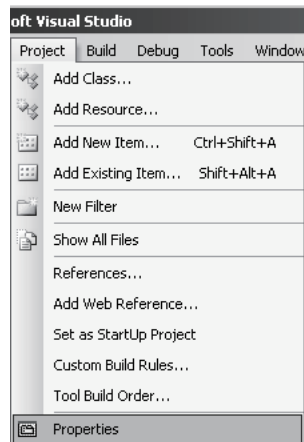 oft Visual Studio
Project Build Debug Tools Window
Add Class...
Add Resource...
Add New Item... Ctrl+Shift+A
Add Existing Item... Shift+Alt+A
New Filter
Show All Files
References...
Add Web Reference...
Set as StartUp Project
Custom Build Rules...
Tool Build Order...
Properties